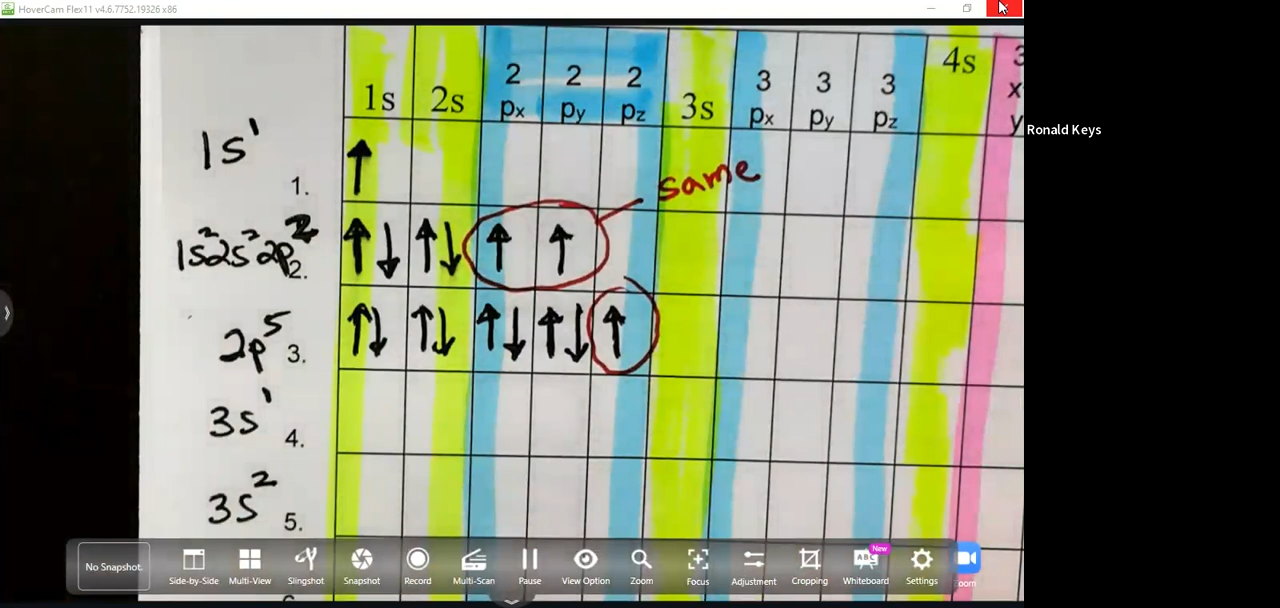 HoverCam Flex11 v4.6.7752.19326 x86
1s 2s 2 px 2 py 2 pz 3s 3 px 3 py 3 pz 4s 3 x y
Ronald Keys
1s¹ 1.
same
1s²2s²2p² 2.
2p⁵ 3.
3s¹ 4.
3s² 5.
No Snapshot. Side-by-Side Multi-View Slingshot Snapshot Record Multi-Scan Pause View Option Zoom Focus Adjustment Cropping ABC New Whiteboard Settings oom